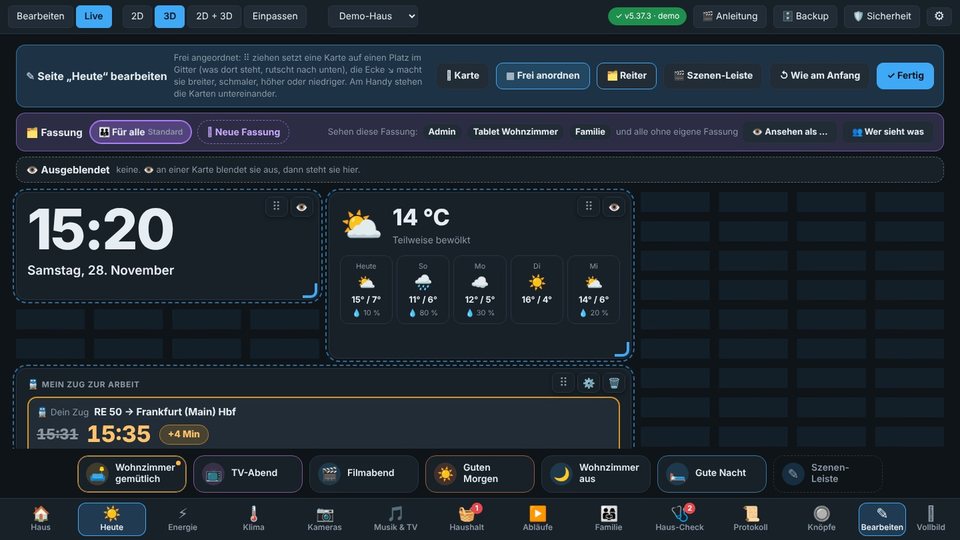 Bearbeiten Live 2D 3D 2D + 3D Einpassen Demo-Haus ✓ v5.37.3 · demo Anleitung Backup Sicherheit
Seite „Heute“ bearbeiten
Frei angeordnet: ⠿ ziehen setzt eine Karte auf einen Platz im
Gitter (was dort steht, rutscht nach unten), die Ecke ↘ macht
sie breiter, schmaler, höher oder niedriger. Am Handy stehen
die Karten untereinander.
Karte Frei anordnen Reiter Szenen-Leiste Wie am Anfang ✓ Fertig
Fassung Für alle Standard Neue Fassung Sehen diese Fassung: Admin Tablet Wohnzimmer Familie und alle ohne eigene Fassung Ansehen als ... Wer sieht was
Ausgeblendet keine. 👁 an einer Karte blendet sie aus, dann steht sie hier.
15:20
Samstag, 28. November
14 °C
Teilweise bewölkt
Heute So Mo Di Mi
15° / 7° 11° / 6° 12° / 5° 16° / 4° 14° / 6°
10 % 80 % 30 % 20 %
MEIN ZUG ZUR ARBEIT
Dein Zug RE 50 → Frankfurt (Main) Hbf
15:31 15:35 +4 Min
Wohnzimmer
gemütlich
TV-Abend
Filmabend
Guten
Morgen
Wohnzimmer
aus
Gute Nacht
Szenen-
Leiste
Haus Heute Energie Klima Kameras Musik & TV Haushalt 1 Abläufe Familie Haus-Check 2 Protokoll Knöpfe Bearbeiten Vollbild